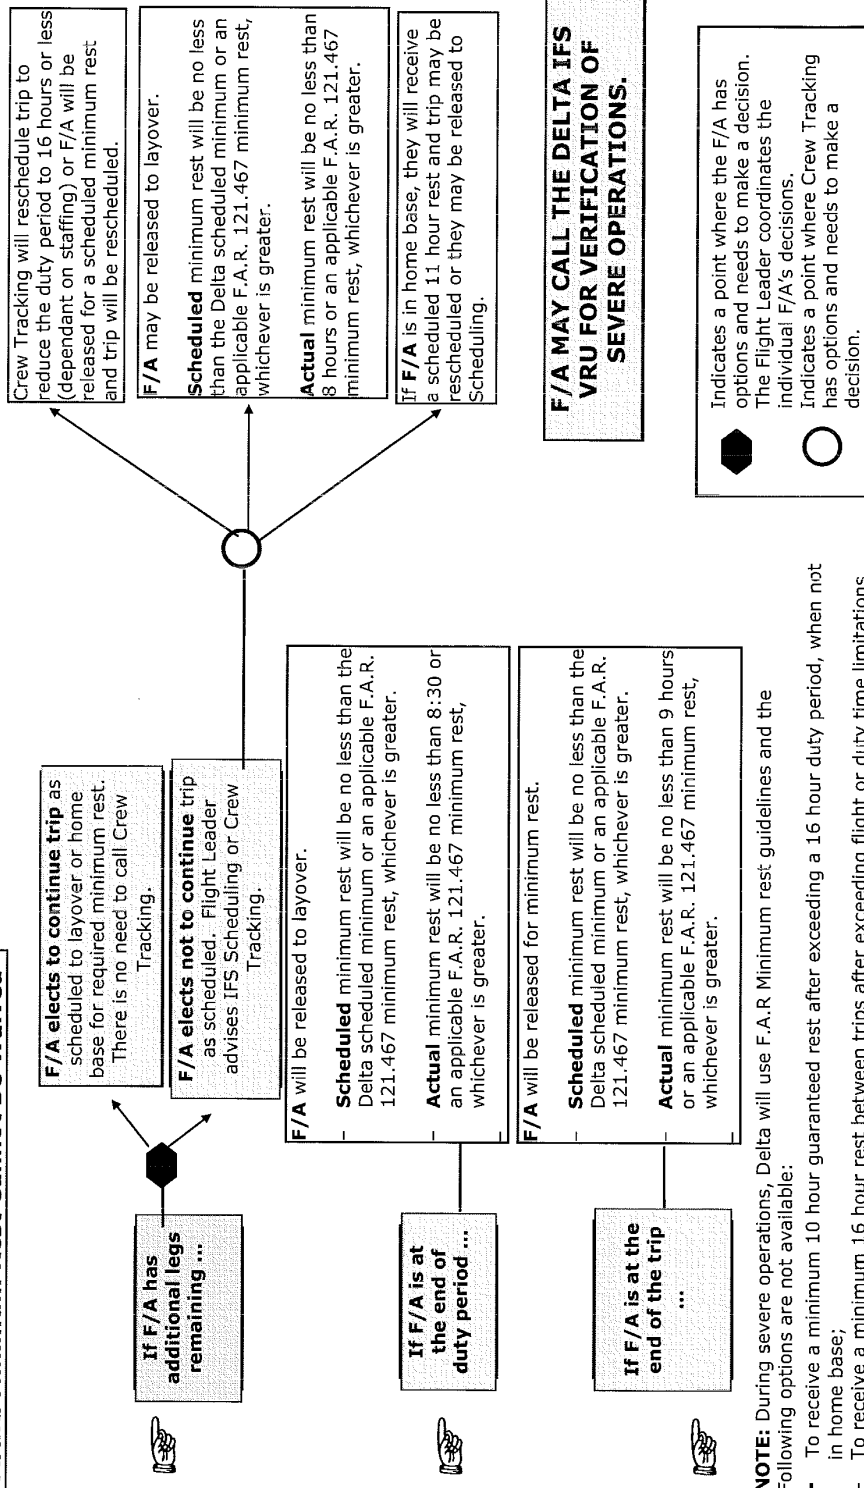 If F/A has
additional legs
remaining ...
F/A elects to continue trip as
scheduled to layover or home
base for required minimum rest.
There is no need to call Crew
Tracking.
F/A elects not to continue trip
as scheduled. Flight Leader
advises IFS Scheduling or Crew
Tracking.
Crew Tracking will reschedule trip to
reduce the duty period to 16 hours or less
(dependant on staffing) or F/A will be
released for a scheduled minimum rest
and trip will be rescheduled.
F/A may be released to layover.
Scheduled minimum rest will be no less
than the Delta scheduled minimum or an
applicable F.A.R. 121.467 minimum rest,
whichever is greater.
Actual minimum rest will be no less than
8 hours or an applicable F.A.R. 121.467
minimum rest, whichever is greater.
If F/A is in home base, they will receive
a scheduled 11 hour rest and trip may be
rescheduled or they may be released to
Scheduling.
If F/A is at
the end of
duty period ...
F/A will be released to layover.
Scheduled minimum rest will be no less than the
Delta scheduled minimum or an applicable F.A.R.
121.467 minimum rest, whichever is greater.
Actual minimum rest will be no less than 8:30 or
an applicable F.A.R. 121.467 minimum rest,
whichever is greater.
If F/A is at the
end of the trip
...
F/A will be released for minimum rest.
Scheduled minimum rest will be no less than the
Delta scheduled minimum or an applicable F.A.R.
121.467 minimum rest, whichever is greater.
Actual minimum rest will be no less than 9 hours
or an applicable F.A.R. 121.467 minimum rest,
whichever is greater.
F/A MAY CALL THE DELTA IFS
VRU FOR VERIFICATION OF
SEVERE OPERATIONS.
Indicates a point where the F/A has
options and needs to make a decision.
The Flight Leader coordinates the
individual F/A's decisions.
Indicates a point where Crew Tracking
has options and needs to make a
decision.
NOTE: During severe operations, Delta will use F.A.R Minimum rest guidelines and the
Following options are not available:
- To receive a minimum 10 hour guaranteed rest after exceeding a 16 hour duty period, when not
in home base;
- To receive a minimum 16 hour rest between trips after exceeding flight or duty time limitations